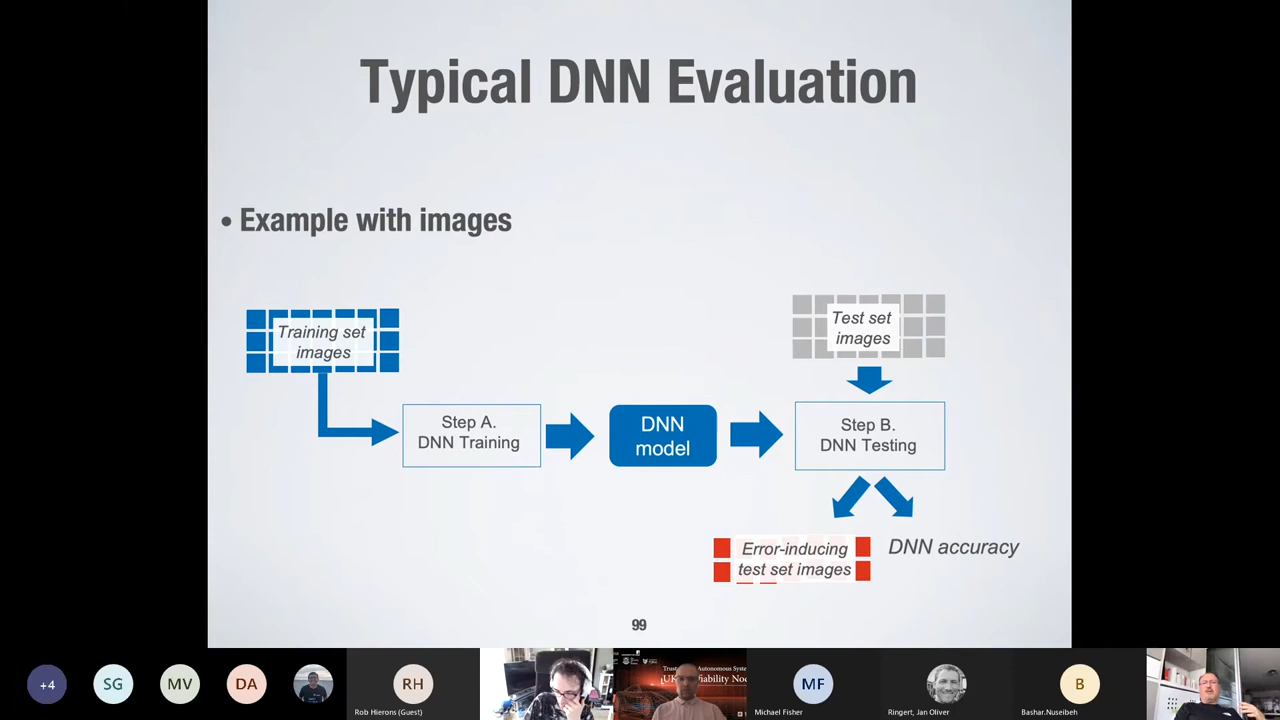 Typical DNN Evaluation
• Example with images
Training set
images
Test set
images
Step A.
DNN Training
DNN
model
Step B.
DNN Testing
Error-inducing
test set images
DNN accuracy
99
+4
SG
MV
DA
RH
Rob Hierons (Guest)
Autonomous
MF
Michael Fisher
Ringert, Jan Oliver
B
Bashar.Nuseibeh